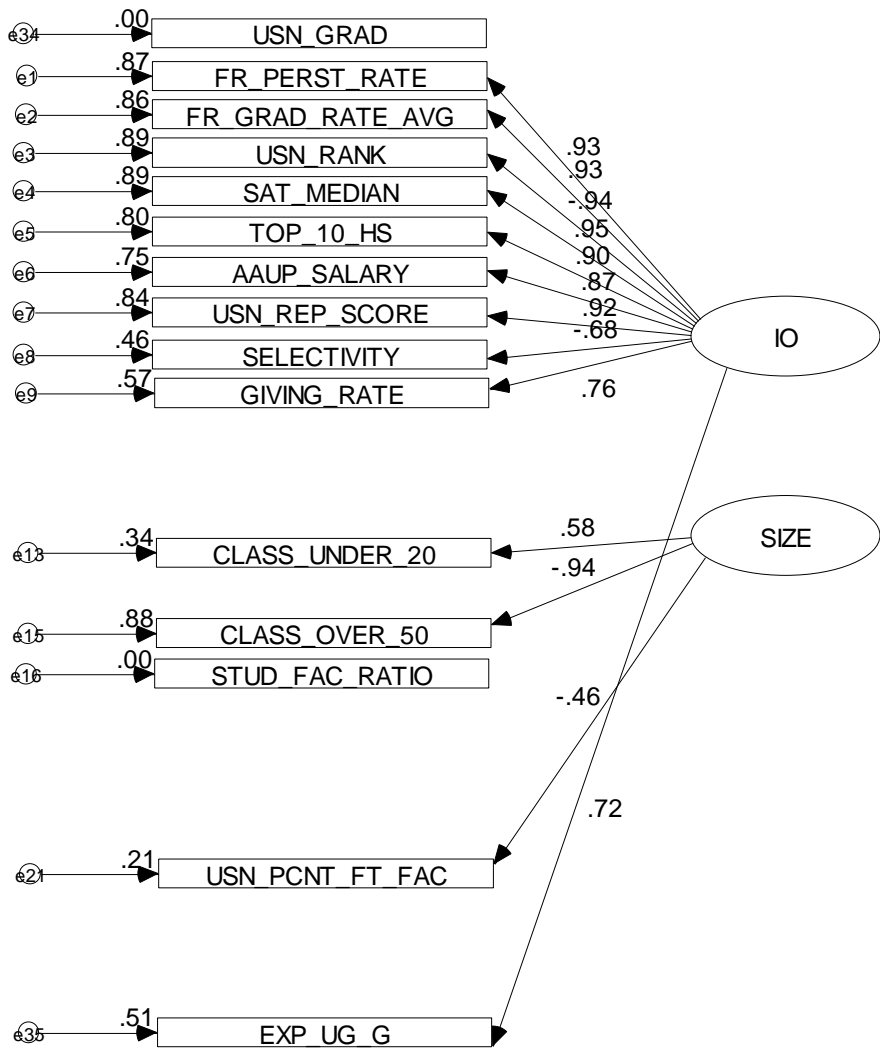 e34 .00 USN_GRAD
e1 .87 FR_PERST_RATE
e2 .86 FR_GRAD_RATE_AVG .93
e3 .89 USN_RANK .93
e4 .89 SAT_MEDIAN -.94
e5 .80 TOP_10_HS .95
e6 .75 AAUP_SALARY .90
e7 .84 USN_REP_SCORE .87
.92
-.68 IO
e8 .46 SELECTIVITY
e9 .57 GIVING_RATE .76
e13 .34 CLASS_UNDER_20 .58 SIZE
-.94
e15 .88 CLASS_OVER_50
e16 .00 STUD_FAC_RATIO
-.46
.72
e21 .21 USN_PCNT_FT_FAC
e35 .51 EXP_UG_G